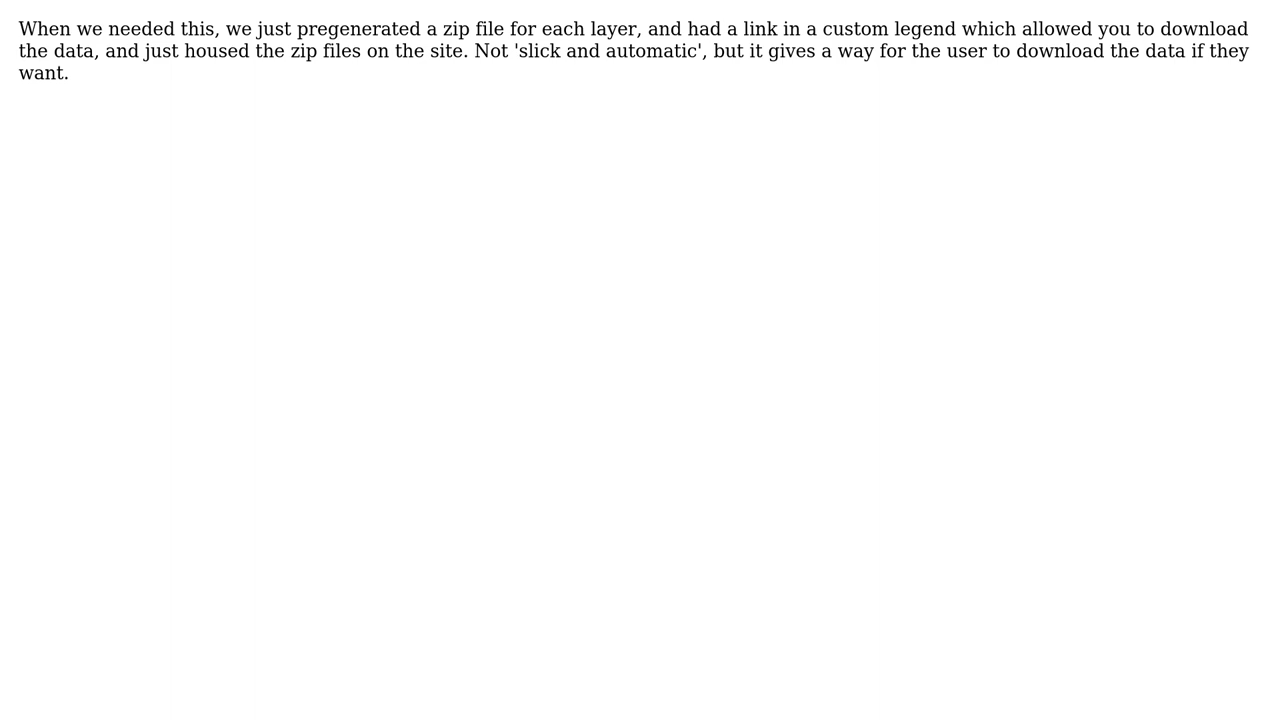 When we needed this, we just pregenerated a zip file for each layer, and had a link in a custom legend which allowed you to download
the data, and just housed the zip files on the site. Not 'slick and automatic', but it gives a way for the user to download the data if they
want.